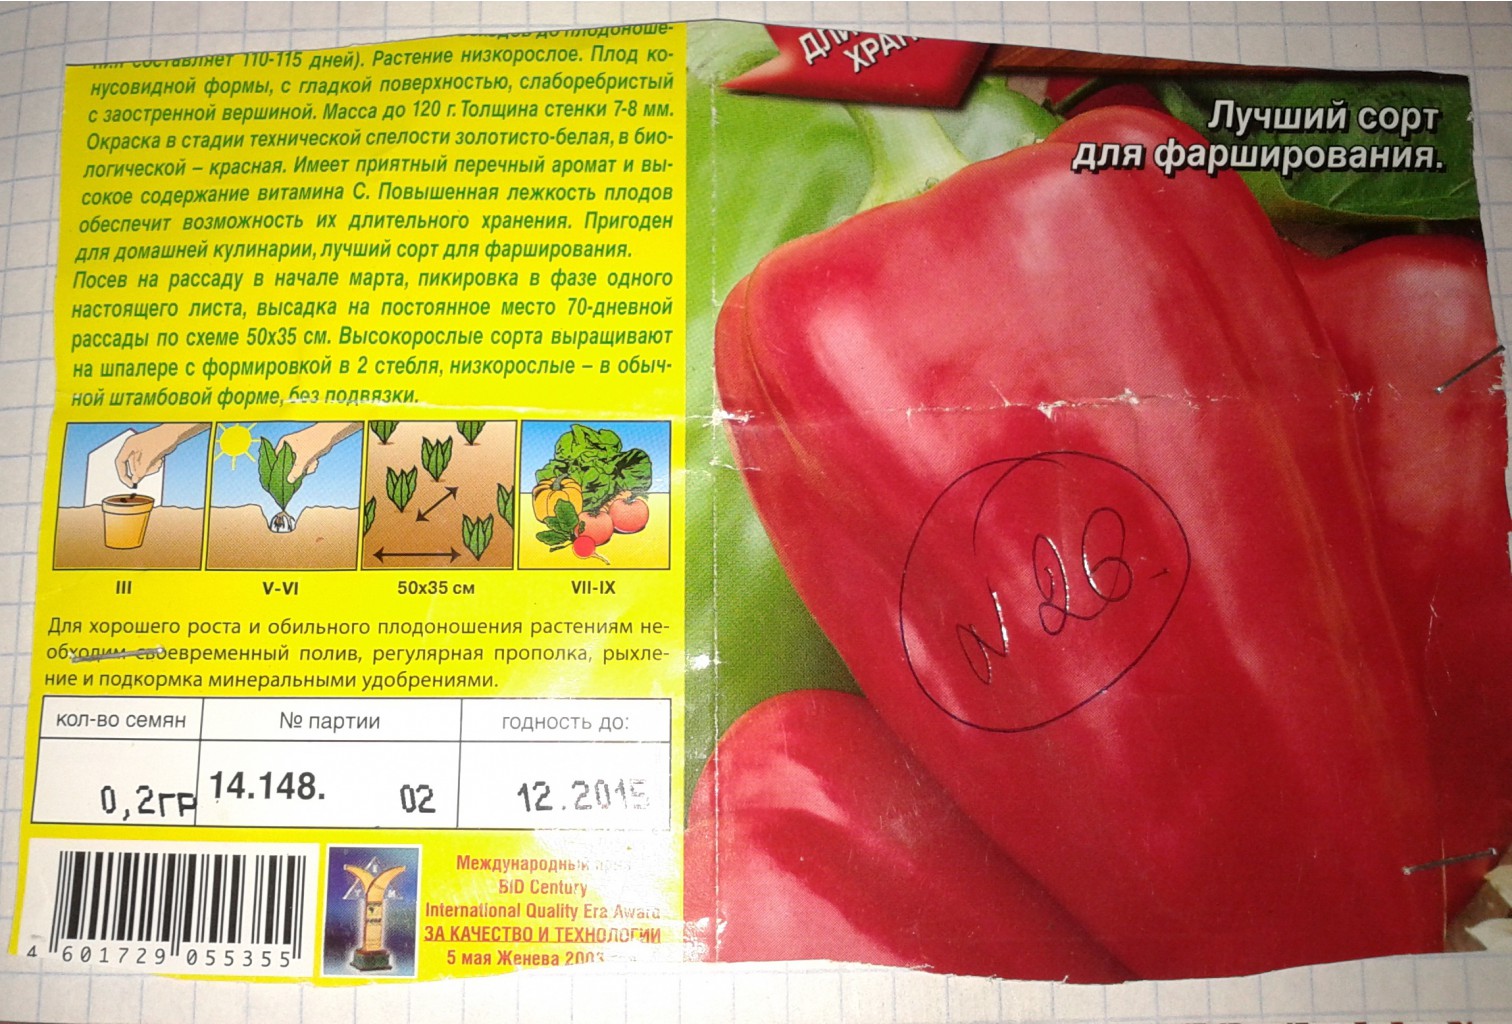 до плодоноше-
составляет 110-115 дней). Растение низкорослое. Плод ко-
нусовидной формы, с гладкой поверхностью, слаборебристый
с заостренной вершиной. Масса до 120 г. Толщина стенки 7-8 мм.
Окраска в стадии технической спелости золотисто-белая, в био-
логической – красная. Имеет приятный перечный аромат и вы-
сокое содержание витамина С. Повышенная лежкость плодов
обеспечит возможность их длительного хранения. Пригоден
для домашней кулинарии, лучший сорт для фарширования.
Посев на рассаду в начале марта, пикировка в фазе одного
настоящего листа, высадка на постоянное место 70-дневной
рассады по схеме 50х35 см. Высокорослые сорта выращивают
на шпалере с формировкой в 2 стебля, низкорослые – в обыч-
ной штамбовой форме, без подвязки.
III V-VI 50х35 см VII-IX
Для хорошего роста и обильного плодоношения растениям не-
обходим своевременный полив, регулярная прополка, рыхле-
ние и подкормка минеральными удобрениями.
кол-во семян № партии годность до:
0,2гр 14.148. 02 12.2015
4 601729 055355
Международный
BID Century
International Quality Era Award
ЗА КАЧЕСТВО И ТЕХНОЛОГИИ
5 мая Женева
Лучший сорт
для фарширования.
№ 26.